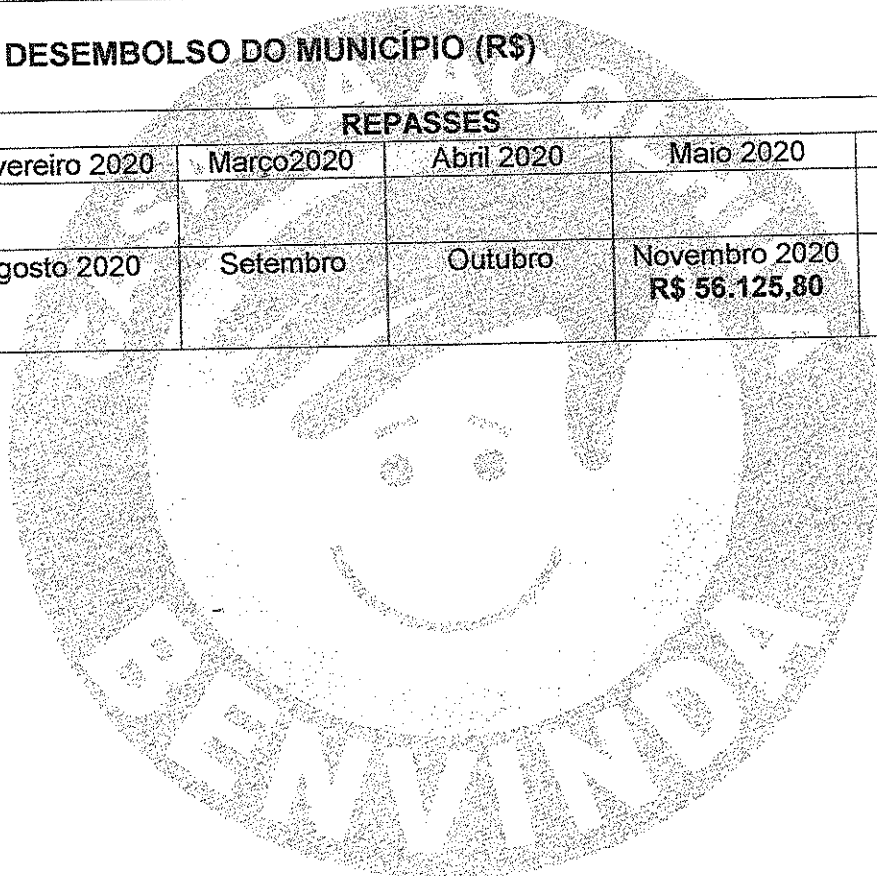 DESEMBOLSO DO MUNICÍPIO (R$)
REPASSES
vereiro 2020 Março2020 Abril 2020 Maio 2020
gosto 2020 Setembro Outubro Novembro 2020
R$ 56.125,80
BENVINDA